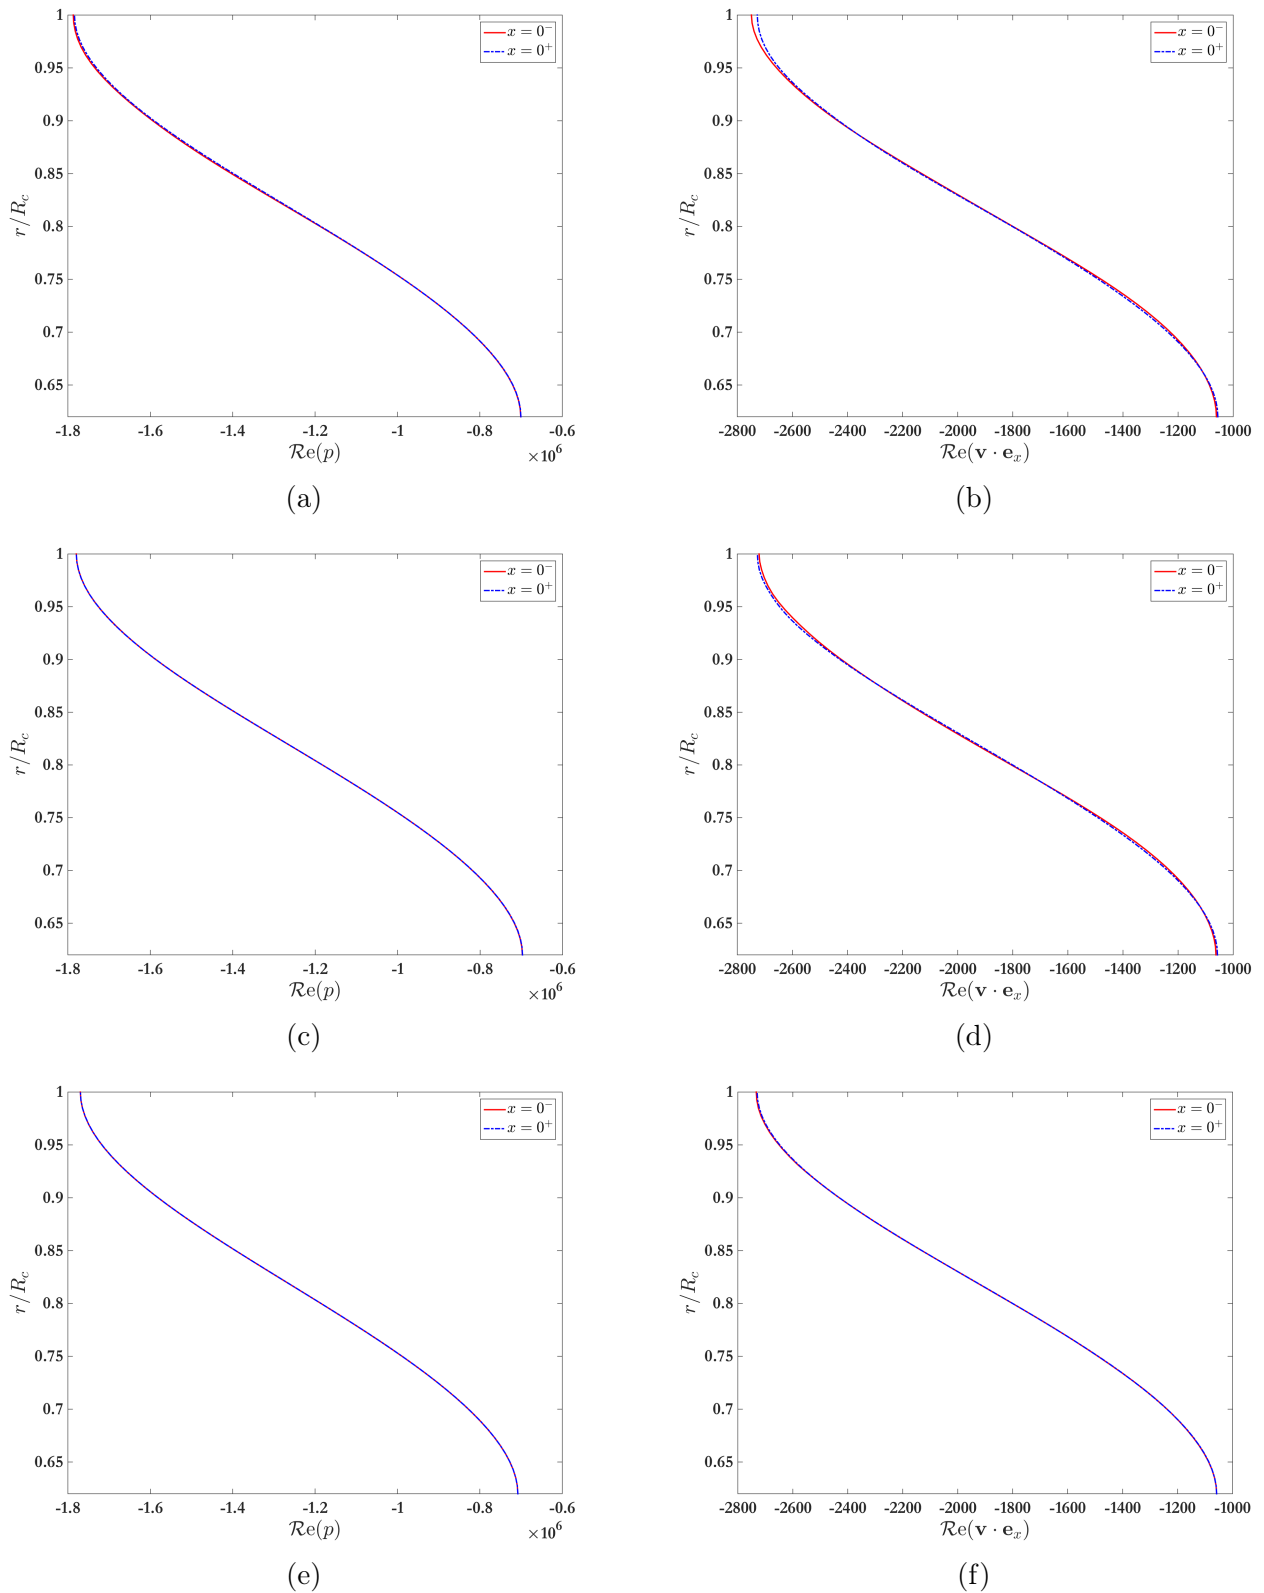 1
0.95
0.9
0.85
0.8
0.75
0.7
0.65
r/R_c
x = 0⁻
x = 0⁺
-1.8 -1.6 -1.4 -1.2 -1 -0.8 -0.6
ℛe(p)
×10⁶
(a)
1
0.95
0.9
0.85
0.8
0.75
0.7
0.65
r/R_c
x = 0⁻
x = 0⁺
-2800 -2600 -2400 -2200 -2000 -1800 -1600 -1400 -1200 -1000
ℛe(v · e_x)
(b)
1
0.95
0.9
0.85
0.8
0.75
0.7
0.65
r/R_c
x = 0⁻
x = 0⁺
-1.8 -1.6 -1.4 -1.2 -1 -0.8 -0.6
ℛe(p)
×10⁶
(c)
1
0.95
0.9
0.85
0.8
0.75
0.7
0.65
r/R_c
x = 0⁻
x = 0⁺
-2800 -2600 -2400 -2200 -2000 -1800 -1600 -1400 -1200 -1000
ℛe(v · e_x)
(d)
1
0.95
0.9
0.85
0.8
0.75
0.7
0.65
r/R_c
x = 0⁻
x = 0⁺
-1.8 -1.6 -1.4 -1.2 -1 -0.8 -0.6
ℛe(p)
×10⁶
(e)
1
0.95
0.9
0.85
0.8
0.75
0.7
0.65
r/R_c
x = 0⁻
x = 0⁺
-2800 -2600 -2400 -2200 -2000 -1800 -1600 -1400 -1200 -1000
ℛe(v · e_x)
(f)